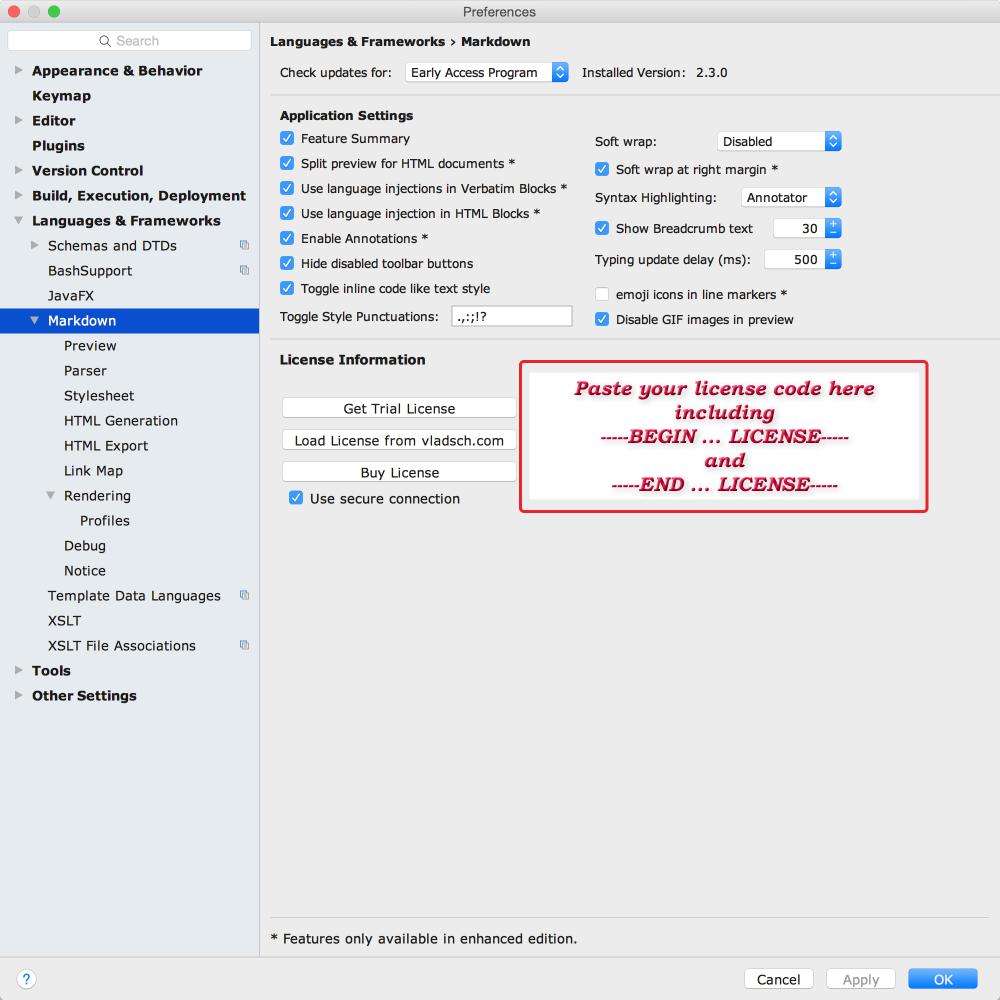 Preferences
Search
Appearance & Behavior
Keymap
Editor
Plugins
Version Control
Build, Execution, Deployment
Languages & Frameworks
Schemas and DTDs
BashSupport
JavaFX
Markdown
Preview
Parser
Stylesheet
HTML Generation
HTML Export
Link Map
Rendering
Profiles
Debug
Notice
Template Data Languages
XSLT
XSLT File Associations
Tools
Other Settings
Languages & Frameworks › Markdown
Check updates for: Early Access Program Installed Version: 2.3.0
Application Settings
Feature Summary
Split preview for HTML documents *
Use language injections in Verbatim Blocks *
Use language injection in HTML Blocks *
Enable Annotations *
Hide disabled toolbar buttons
Toggle inline code like text style
Toggle Style Punctuations: .,:;!?
Soft wrap: Disabled
Soft wrap at right margin *
Syntax Highlighting: Annotator
Show Breadcrumb text 30
Typing update delay (ms): 500
emoji icons in line markers *
Disable GIF images in preview
License Information
Get Trial License
Load License from vladsch.com
Buy License
Use secure connection
Paste your license code here
including
-----BEGIN ... LICENSE-----
and
-----END ... LICENSE-----
* Features only available in enhanced edition.
?
Cancel
Apply
OK